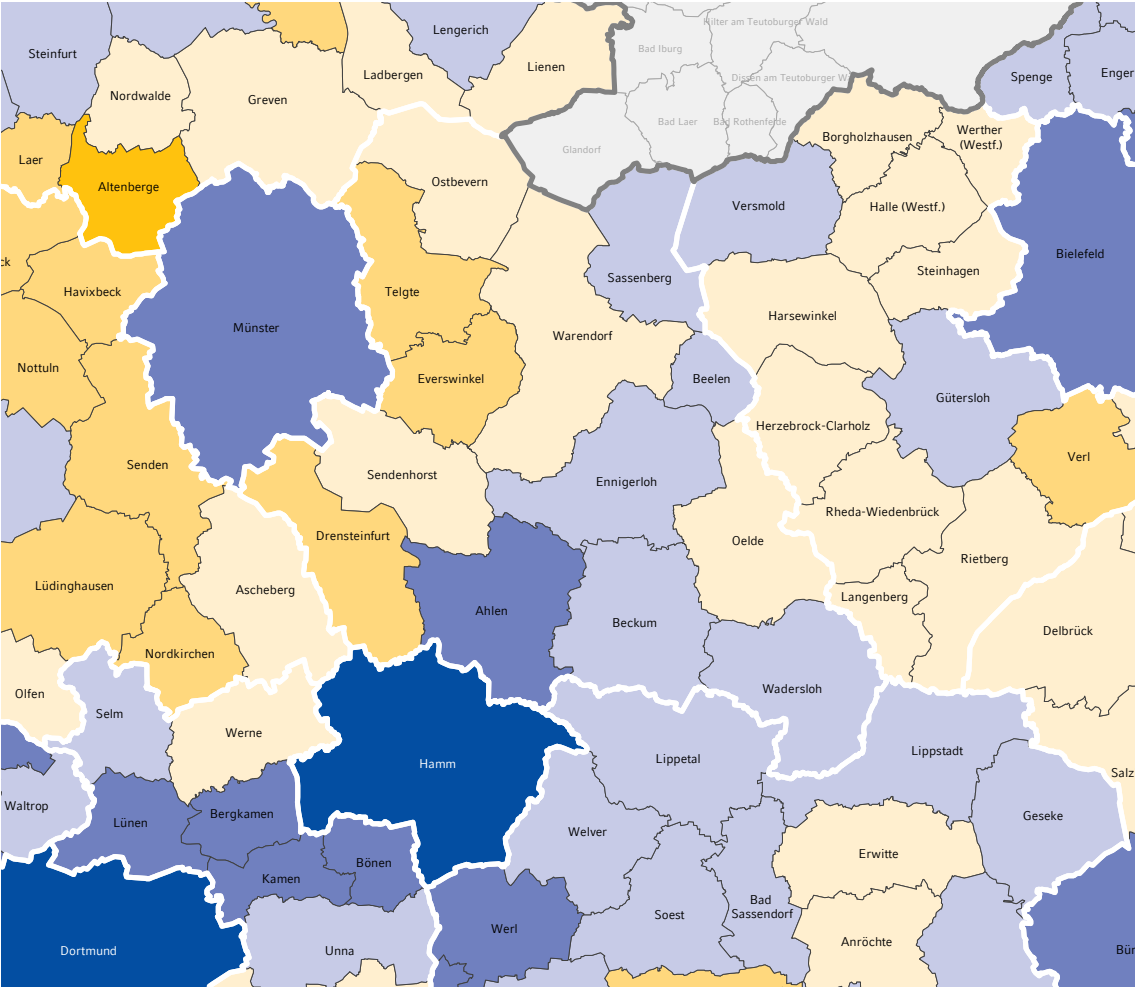 Steinfurt
Lengerich
Hilter am Teutoburger Wald
Bad Iburg
Lienen
Ladbergen
Dissen am Teutoburger W
Spenge
Enger
Nordwalde
Greven
Bad Laer
Bad Rothenfelde
Borgholzhausen
Werther
(Westf.)
Glandorf
Laer
Altenberge
Ostbevern
Versmold
Halle (Westf.)
Bielefeld
ck
Steinhagen
Sassenberg
Havixbeck
Telgte
Harsewinkel
Münster
Warendorf
Nottuln
Everswinkel
Beelen
Gütersloh
Herzebrock-Clarholz
Senden
Verl
Sendenhorst
Ennigerloh
Rheda-Wiedenbrück
Drensteinfurt
Oelde
Rietberg
Lüdinghausen
Ascheberg
Langenberg
Ahlen
Beckum
Delbrück
Nordkirchen
Wadersloh
Olfen
Selm
Werne
Lippstadt
Lippetal
Hamm
Salz
Waltrop
Bergkamen
Geseke
Lünen
Welver
Erwitte
Bönen
Kamen
Bad
Sassendorf
Soest
Werl
Anröchte
Dortmund
Unna
Bür